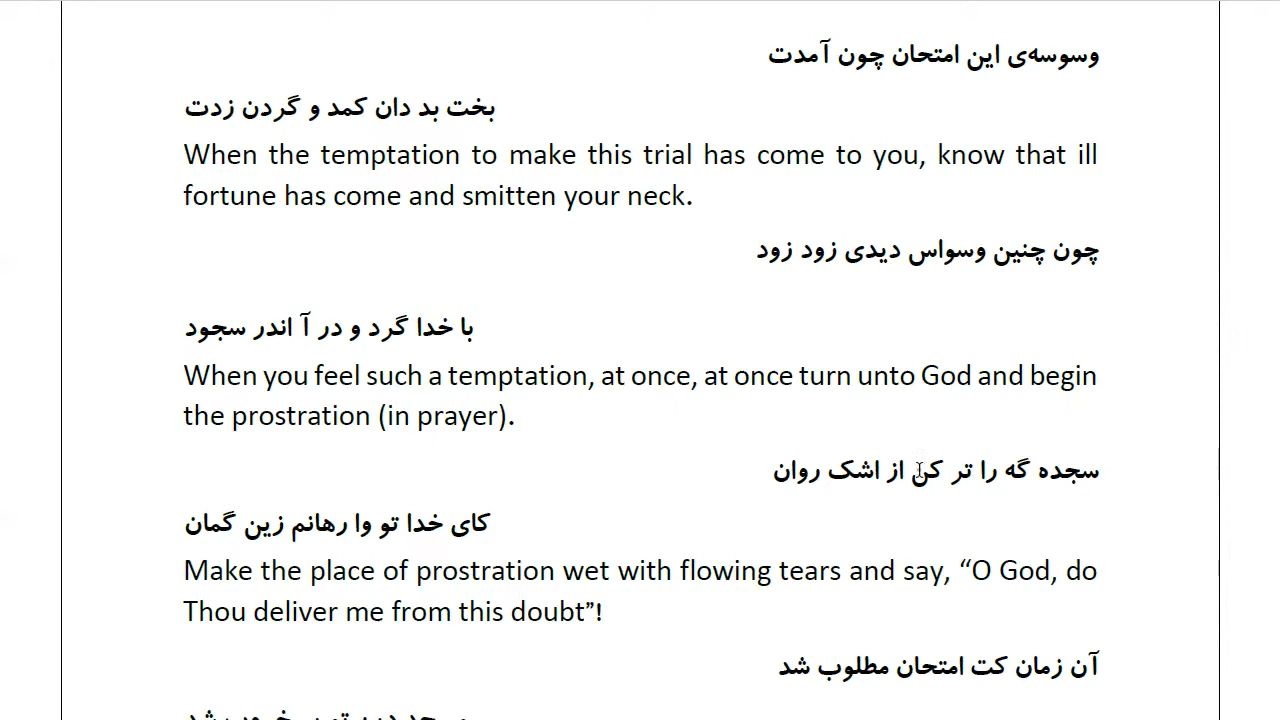 وسوسه‌ی این امتحان چون آمدت
بخت بد دان کمد و گردن زدت
When the temptation to make this trial has come to you, know that ill
fortune has come and smitten your neck.
چون چنین وسواس دیدی زود زود
با خدا گرد و در آ اندر سجود
When you feel such a temptation, at once, at once turn unto God and begin
the prostration (in prayer).
سجده گه را تر کن از اشک روان
کای خدا تو وا رهانم زین گمان
Make the place of prostration wet with flowing tears and say, “O God, do
Thou deliver me from this doubt”!
آن زمان کت امتحان مطلوب شد